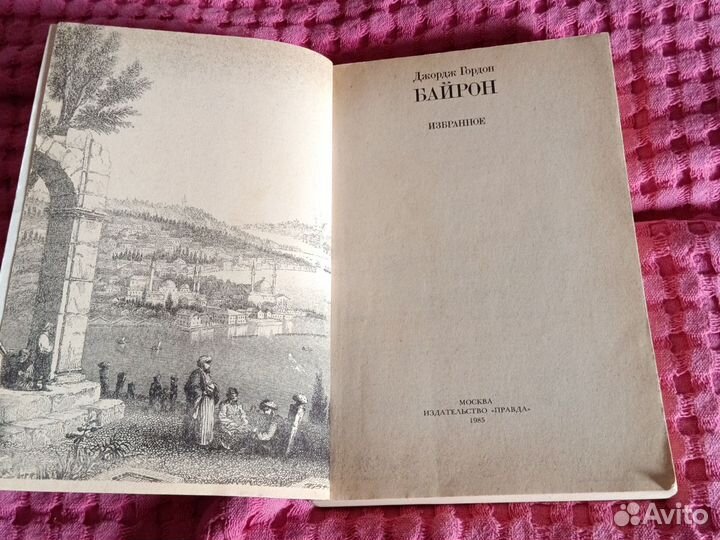 Джордж Гордон
БАЙРОН
ИЗБРАННОЕ
МОСКВА
ИЗДАТЕЛЬСТВО «ПРАВДА»
1985
Avito